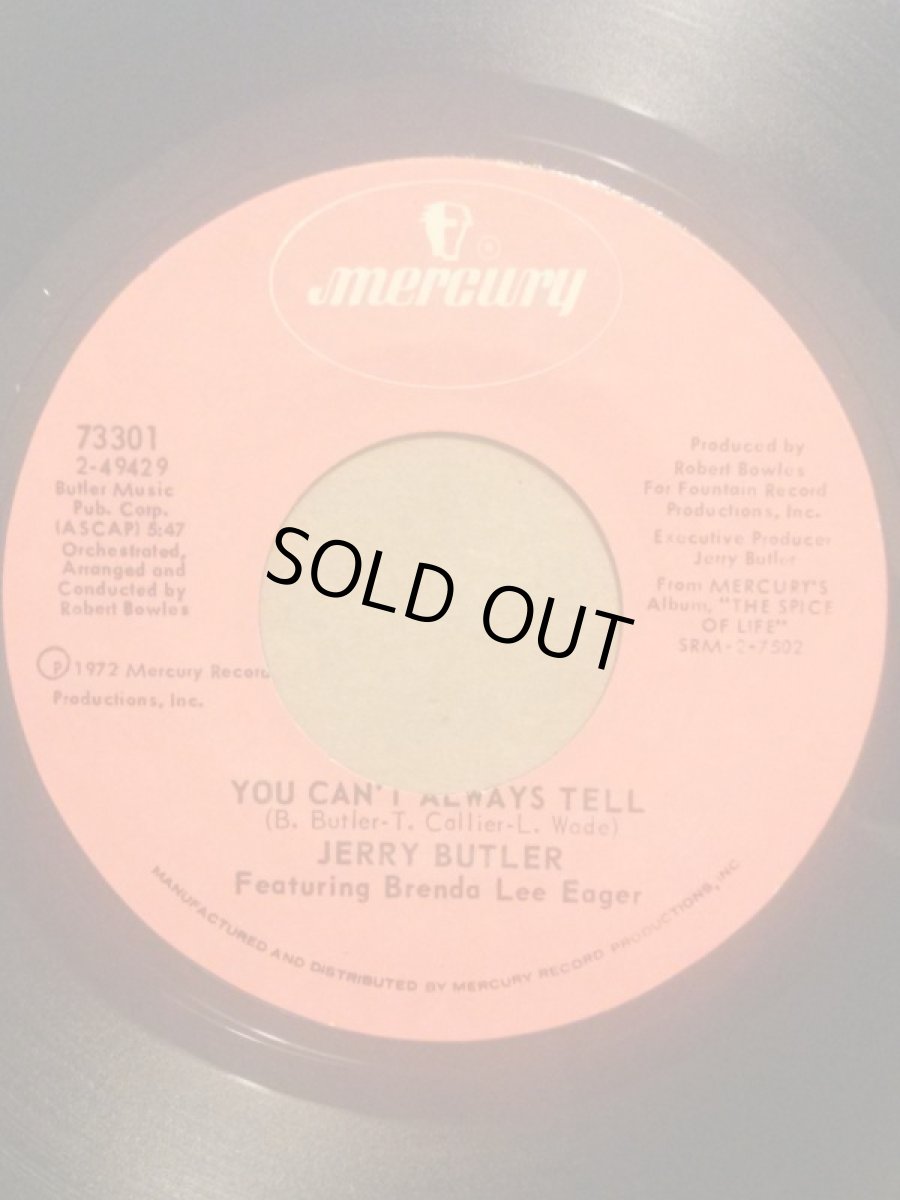 mercury
73301
2-49429
Butler Music
Pub. Corp.
(ASCAP) 5:47
Orchestrated,
Arranged and
Conducted by
Robert Bowles
℗ 1972 Mercury Record
Productions, Inc.
Produced by
Robert Bowles
For Fountain Record
Productions, Inc.
Executive Producer
Jerry Butler
From MERCURY'S
Album, "THE SPICE
OF LIFE"
SRM-2-7502
SOLD OUT
YOU CAN'T ALWAYS TELL
(B. Butler-T. Callier-L. Wade)
JERRY BUTLER
Featuring Brenda Lee Eager
MANUFACTURED AND DISTRIBUTED BY MERCURY RECORD PRODUCTIONS, INC